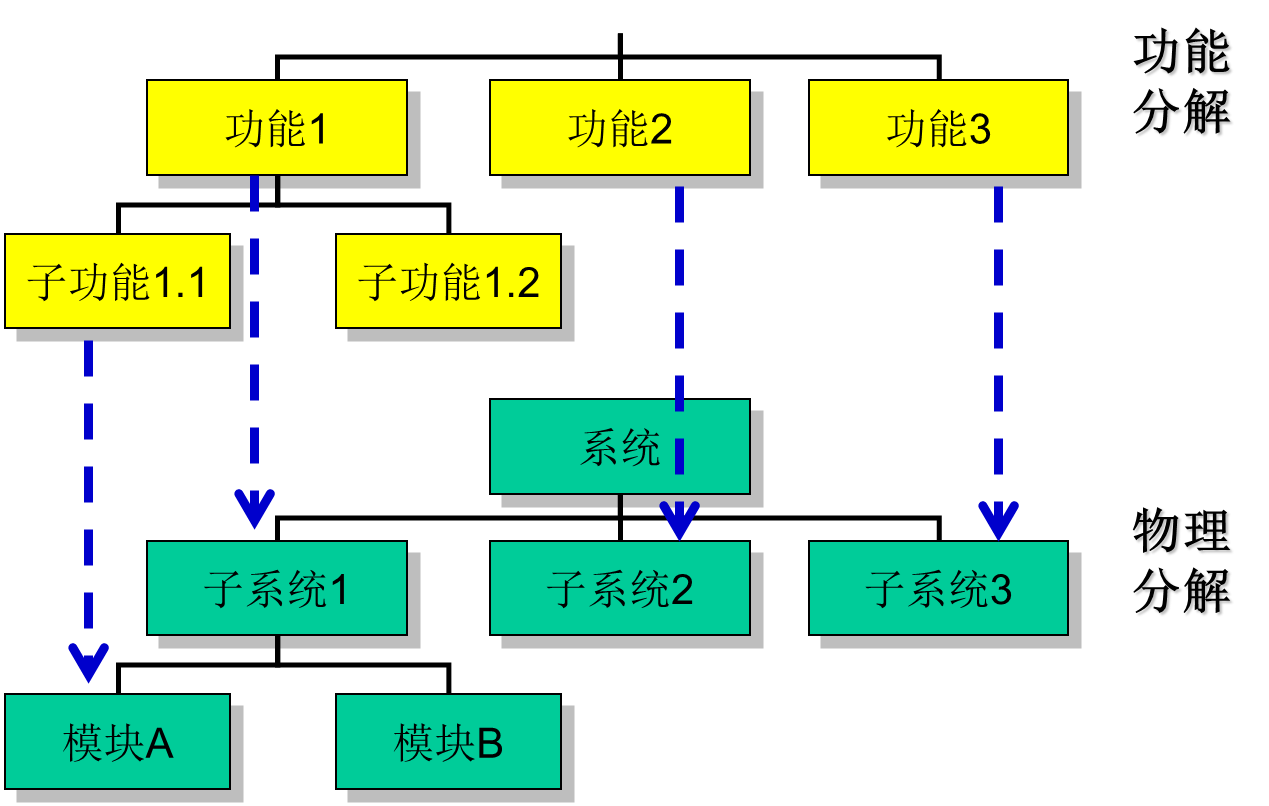 功能
分解
功能1
功能2
功能3
子功能1.1
子功能1.2
系统
物理
分解
子系统1
子系统2
子系统3
模块A
模块B